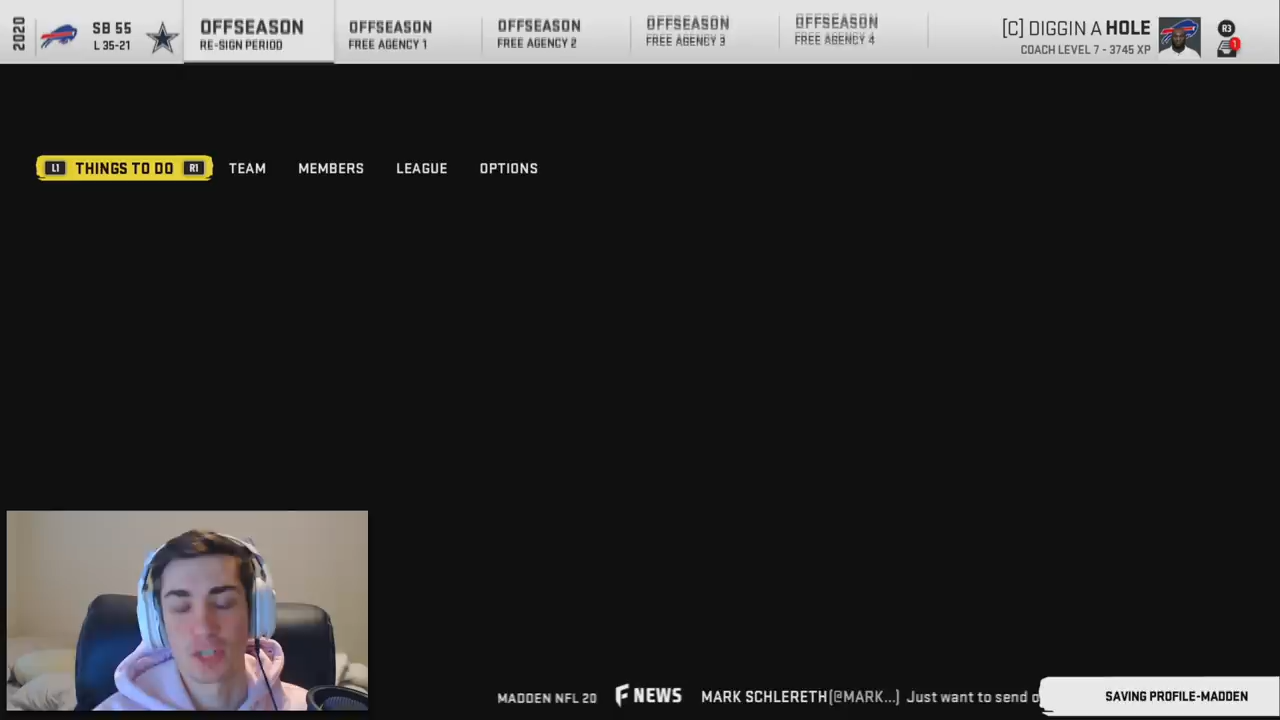 2020
SB 55
L 35-21
OFFSEASON
RE-SIGN PERIOD
OFFSEASON
FREE AGENCY 1
OFFSEASON
FREE AGENCY 2
OFFSEASON
FREE AGENCY 3
OFFSEASON
FREE AGENCY 4
[C] DIGGIN A HOLE
COACH LEVEL 7 - 3745 XP
R3
1
L1 THINGS TO DO R1 TEAM MEMBERS LEAGUE OPTIONS
MADDEN NFL 20 F NEWS MARK SCHLERETH(@MARK...) Just want to send o
SAVING PROFILE-MADDEN